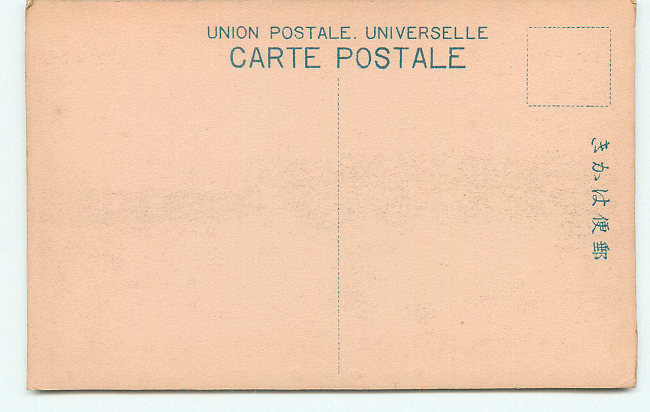 UNION POSTALE. UNIVERSELLE
CARTE POSTALE
きかは便郵